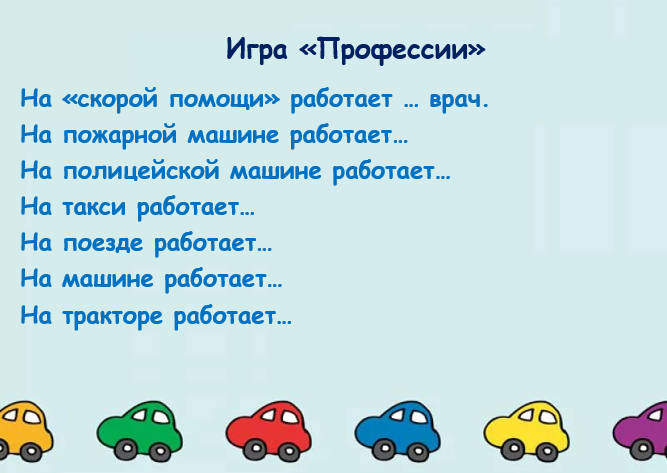 Игра «Профессии»
На «скорой помощи» работает … врач.
На пожарной машине работает…
На полицейской машине работает…
На такси работает…
На поезде работает…
На машине работает…
На тракторе работает…